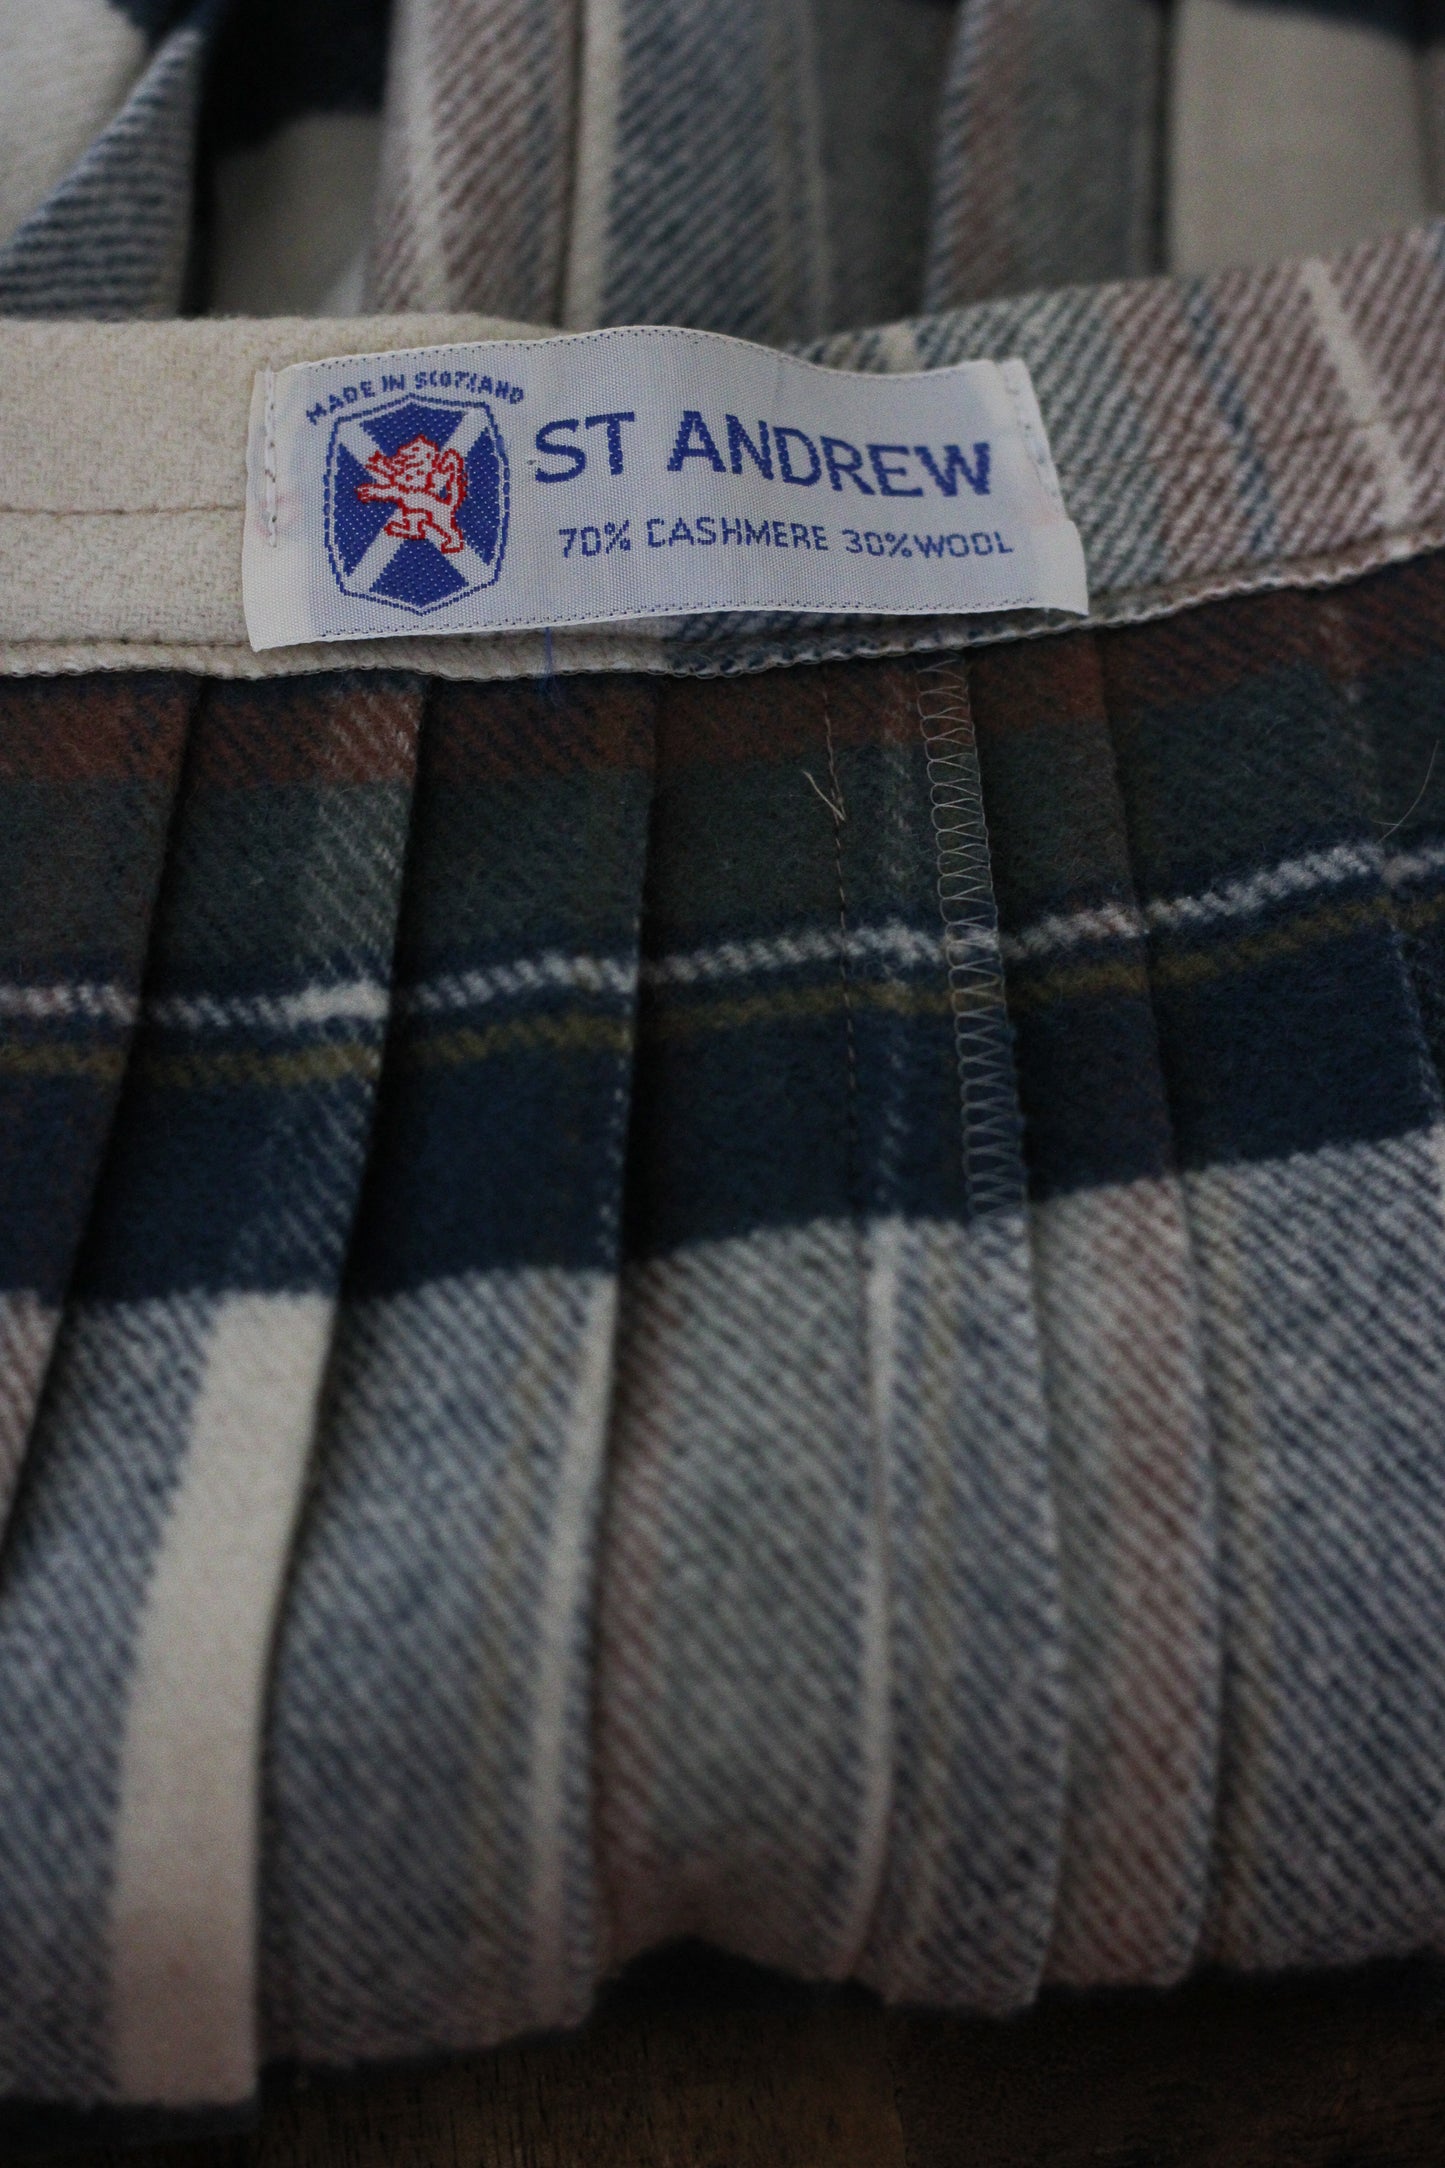 MADE IN SCOTLAND
ST ANDREW
70% CASHMERE 30%WOOL